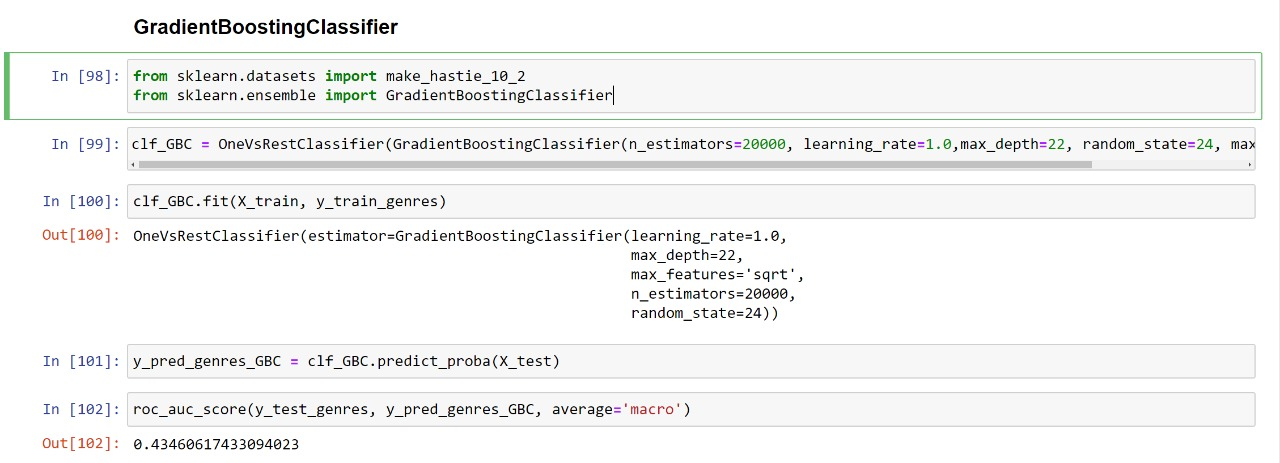 GradientBoostingClassifier
In [98]: from sklearn.datasets import make_hastie_10_2
from sklearn.ensemble import GradientBoostingClassifier
In [99]: clf_GBC = OneVsRestClassifier(GradientBoostingClassifier(n_estimators=20000, learning_rate=1.0,max_depth=22, random_state=24, max
In [100]: clf_GBC.fit(X_train, y_train_genres)
Out[100]: OneVsRestClassifier(estimator=GradientBoostingClassifier(learning_rate=1.0,
max_depth=22,
max_features='sqrt',
n_estimators=20000,
random_state=24))
In [101]: y_pred_genres_GBC = clf_GBC.predict_proba(X_test)
In [102]: roc_auc_score(y_test_genres, y_pred_genres_GBC, average='macro')
Out[102]: 0.43460617433094023